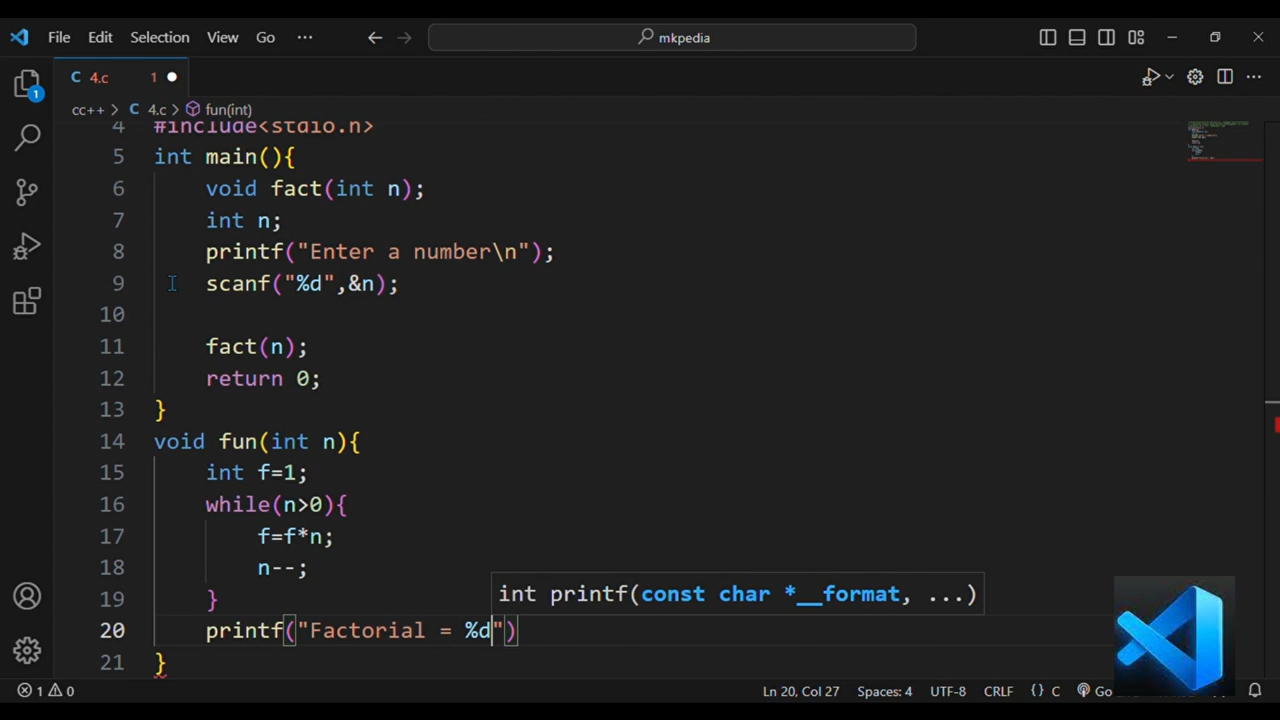 File Edit Selection View Go ··· mkpedia
C 4.c 1
cc++ > C 4.c > fun(int)
4 #include<stdio.h>
5 int main(){
6 void fact(int n);
7 int n;
8 printf("Enter a number\n");
9 scanf("%d",&n);
10
11 fact(n);
12 return 0;
13 }
14 void fun(int n){
15 int f=1;
16 while(n>0){
17 f=f*n;
18 n--;
19 }
int printf(const char *__format, ...)
20 printf("Factorial = %d")
21 }
1
1 0 Ln 20, Col 27 Spaces: 4 UTF-8 CRLF {} C Go